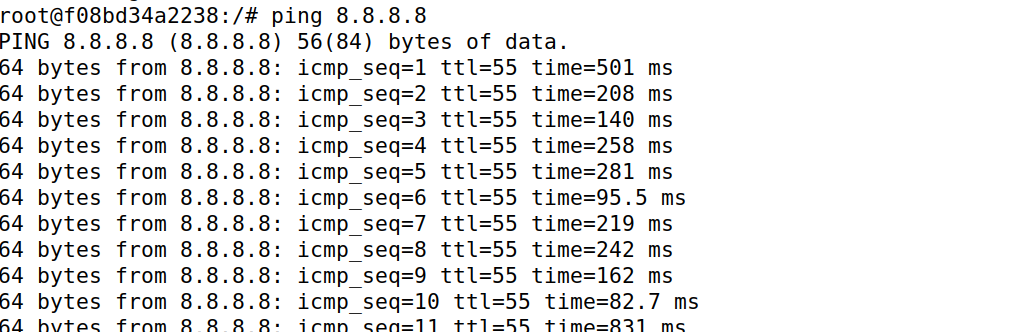 root@f08bd34a2238:/# ping 8.8.8.8
PING 8.8.8.8 (8.8.8.8) 56(84) bytes of data.
64 bytes from 8.8.8.8: icmp_seq=1 ttl=55 time=501 ms
64 bytes from 8.8.8.8: icmp_seq=2 ttl=55 time=208 ms
64 bytes from 8.8.8.8: icmp_seq=3 ttl=55 time=140 ms
64 bytes from 8.8.8.8: icmp_seq=4 ttl=55 time=258 ms
64 bytes from 8.8.8.8: icmp_seq=5 ttl=55 time=281 ms
64 bytes from 8.8.8.8: icmp_seq=6 ttl=55 time=95.5 ms
64 bytes from 8.8.8.8: icmp_seq=7 ttl=55 time=219 ms
64 bytes from 8.8.8.8: icmp_seq=8 ttl=55 time=242 ms
64 bytes from 8.8.8.8: icmp_seq=9 ttl=55 time=162 ms
64 bytes from 8.8.8.8: icmp_seq=10 ttl=55 time=82.7 ms
64 bytes from 8.8.8.8: icmp_seq=11 ttl=55 time=831 ms